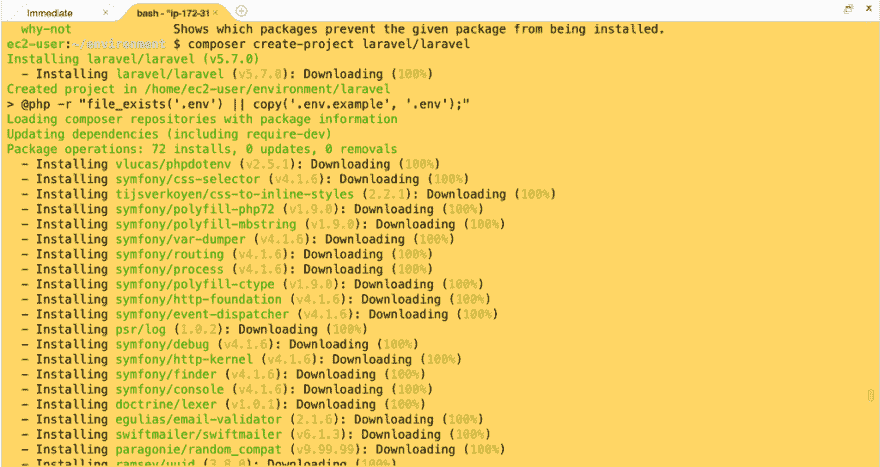 Immediate
bash - "ip-172-31
why-not Shows which packages prevent the given package from being installed.
ec2-user:~/environment $ composer create-project laravel/laravel
Installing laravel/laravel (v5.7.0)
- Installing laravel/laravel (v5.7.0): Downloading (100%)
Created project in /home/ec2-user/environment/laravel
> @php -r "file_exists('.env') || copy('.env.example', '.env');"
Loading composer repositories with package information
Updating dependencies (including require-dev)
Package operations: 72 installs, 0 updates, 0 removals
- Installing vlucas/phpdotenv (v2.5.1): Downloading (100%)
- Installing symfony/css-selector (v4.1.6): Downloading (100%)
- Installing tijsverkoyen/css-to-inline-styles (2.2.1): Downloading (100%)
- Installing symfony/polyfill-php72 (v1.9.0): Downloading (100%)
- Installing symfony/polyfill-mbstring (v1.9.0): Downloading (100%)
- Installing symfony/var-dumper (v4.1.6): Downloading (100%)
- Installing symfony/routing (v4.1.6): Downloading (100%)
- Installing symfony/process (v4.1.6): Downloading (100%)
- Installing symfony/polyfill-ctype (v1.9.0): Downloading (100%)
- Installing symfony/http-foundation (v4.1.6): Downloading (100%)
- Installing symfony/event-dispatcher (v4.1.6): Downloading (100%)
- Installing psr/log (1.0.2): Downloading (100%)
- Installing symfony/debug (v4.1.6): Downloading (100%)
- Installing symfony/http-kernel (v4.1.6): Downloading (100%)
- Installing symfony/finder (v4.1.6): Downloading (100%)
- Installing symfony/console (v4.1.6): Downloading (100%)
- Installing doctrine/lexer (v1.0.1): Downloading (100%)
- Installing egulias/email-validator (2.1.6): Downloading (100%)
- Installing swiftmailer/swiftmailer (v6.1.3): Downloading (100%)
- Installing paragonie/random_compat (v9.99.99): Downloading (100%)
- Installing ramsey/uuid (3.8.0): Downloading (100%)